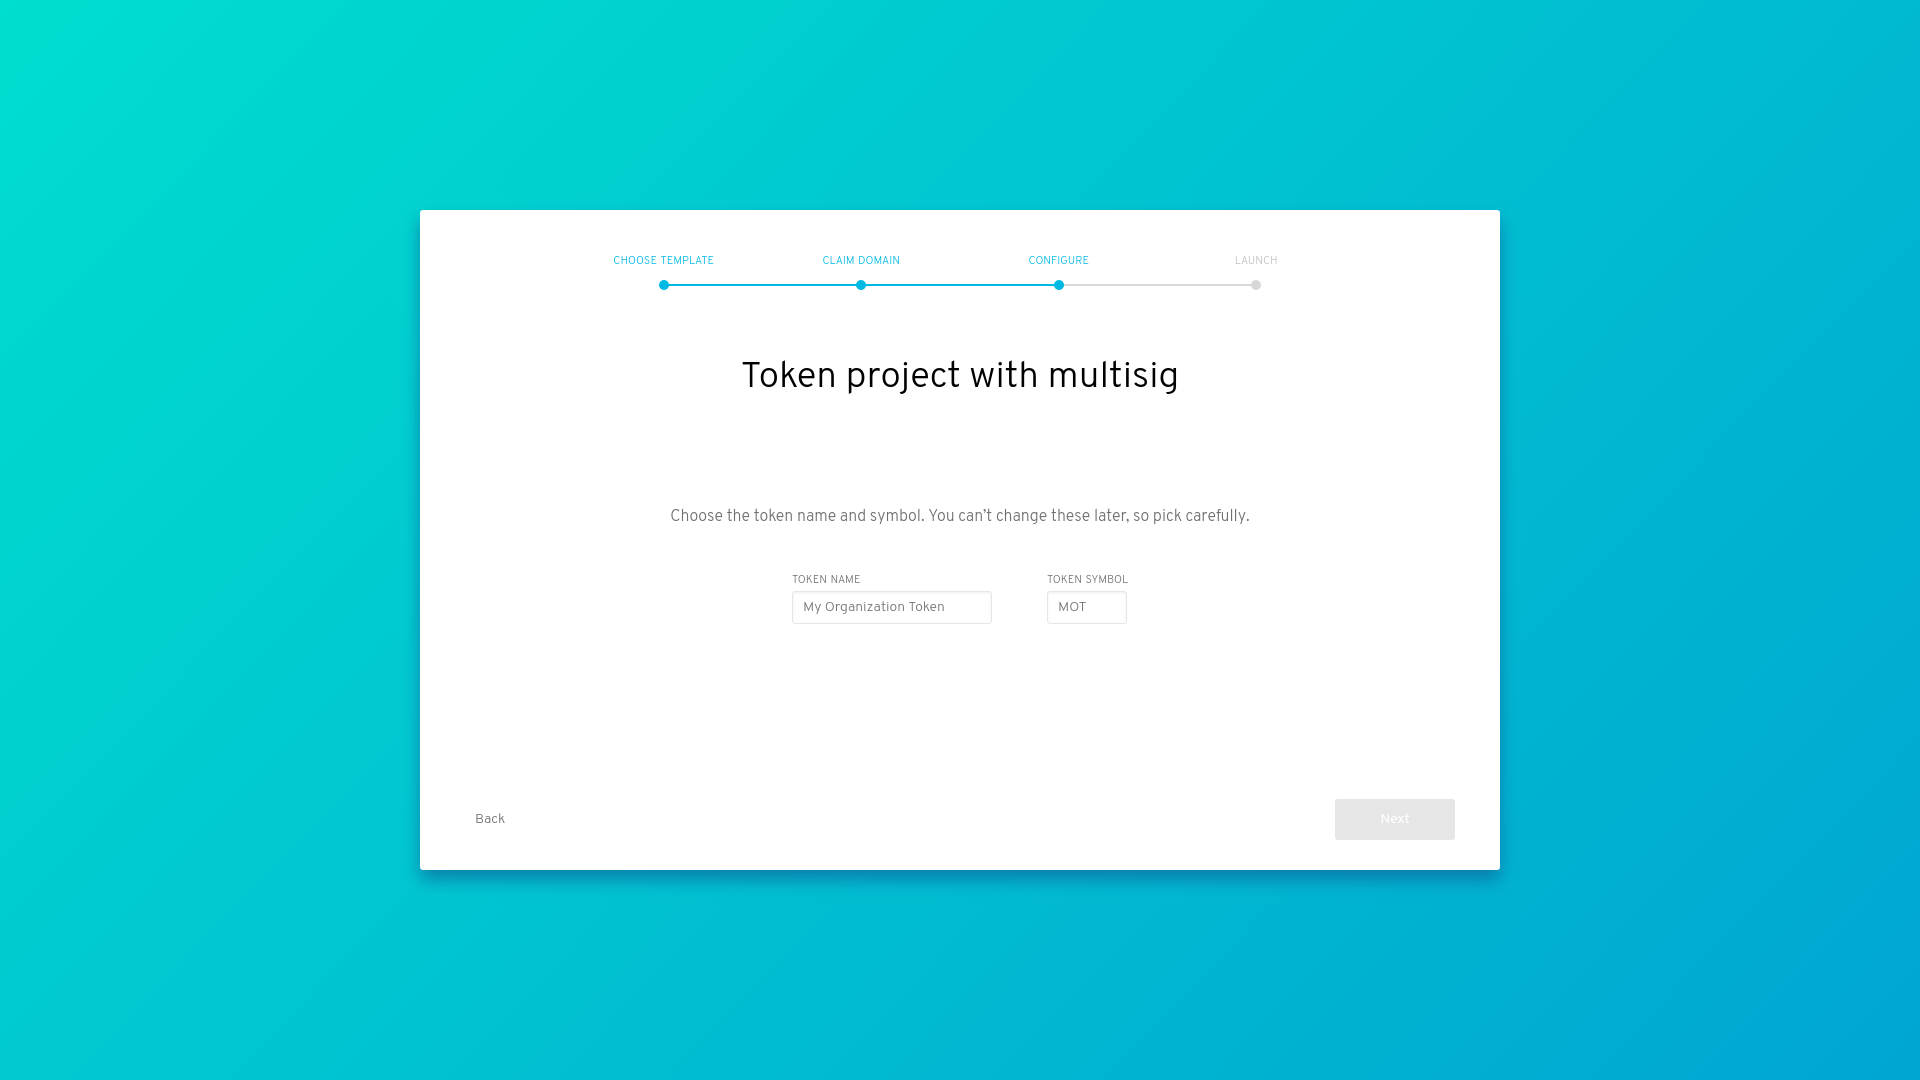 CHOOSE TEMPLATE
CLAIM DOMAIN
CONFIGURE
LAUNCH
Token project with multisig
Choose the token name and symbol. You can’t change these later, so pick carefully.
TOKEN NAME
TOKEN SYMBOL
My Organization Token
MOT
Back
Next